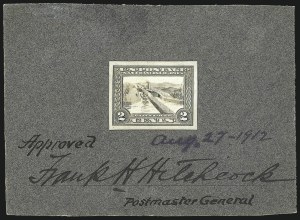 U.S. POSTAGE
2 CENTS 2
Approved Aug. 27-1912
Frank H Hitchcock
Postmaster General